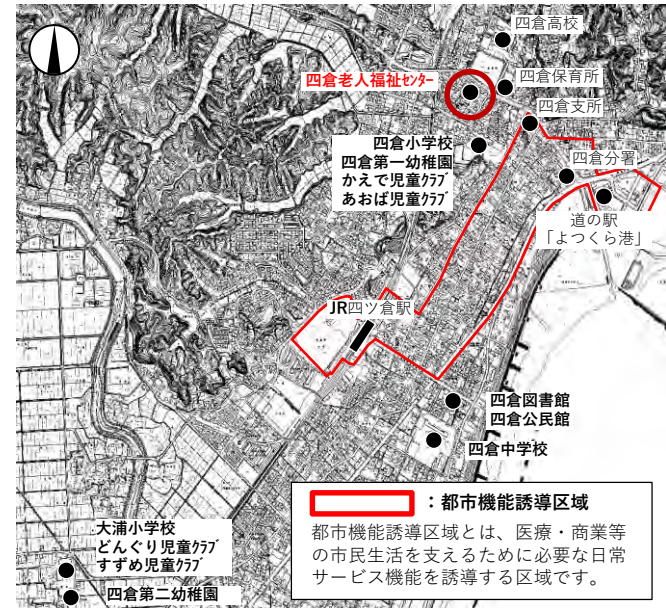 四倉高校
四倉老人福祉ｾﾝﾀｰ
四倉保育所
四倉支所
四倉小学校
四倉第一幼稚園
かえで児童ｸﾗﾌﾞ
あおば児童ｸﾗﾌﾞ
四倉分署
道の駅
「よつくら港」
JR四ツ倉駅
四倉図書館
四倉公民館
四倉中学校
：都市機能誘導区域
都市機能誘導区域とは、医療・商業等
の市民生活を支えるために必要な日常
サービス機能を誘導する区域です。
大浦小学校
どんぐり児童ｸﾗﾌﾞ
すずめ児童ｸﾗﾌﾞ
四倉第二幼稚園